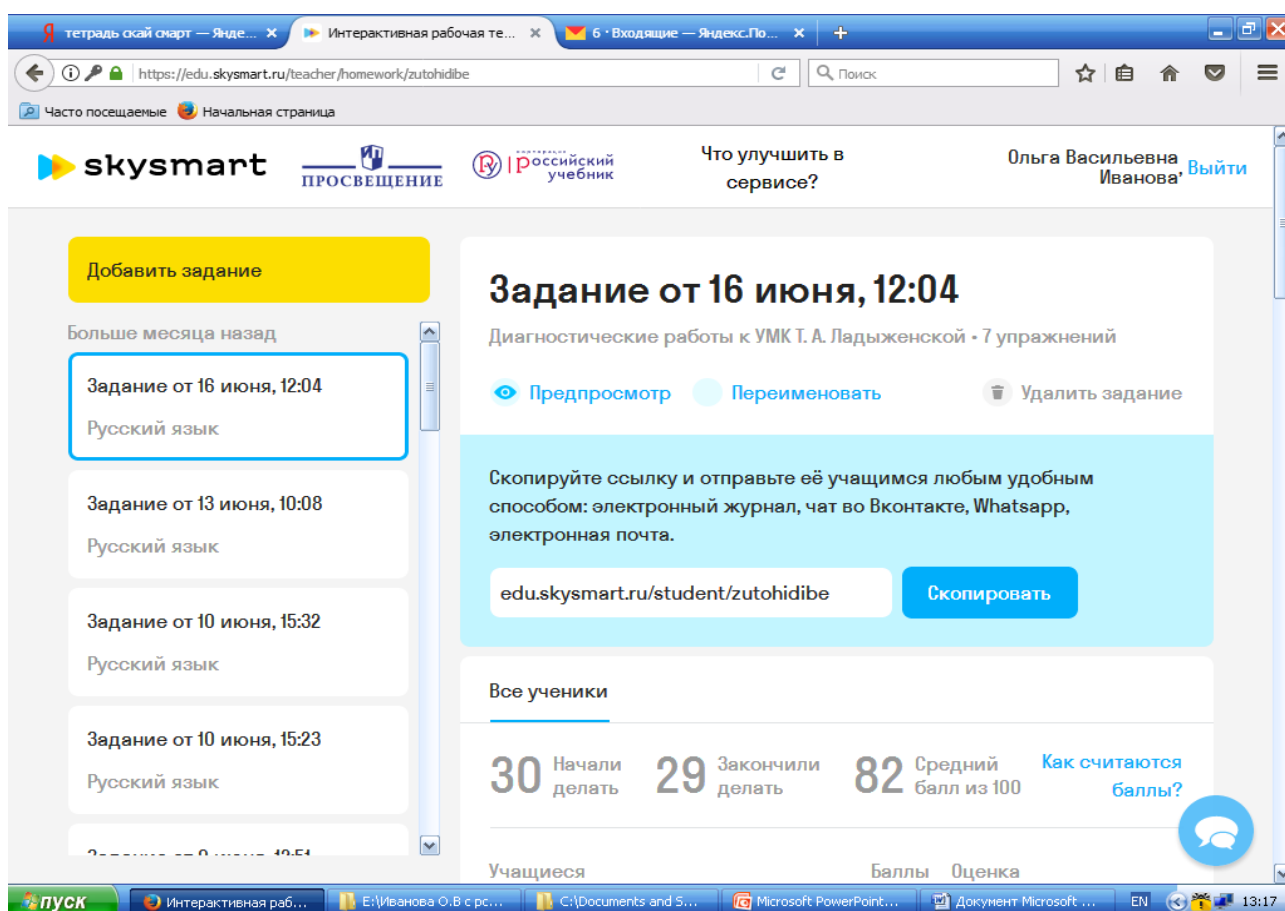 тетрадь скай смарт — Янде...
Интерактивная рабочая те...
6 · Входящие — Яндекс.По...
https://edu.skysmart.ru/teacher/homework/zutohidibe
Поиск
Часто посещаемые
Начальная страница
skysmart
ПРОСВЕЩЕНИЕ
российский
учебник
Что улучшить в
сервисе?
Ольга Васильевна
Иванова,
Выйти
Добавить задание
Больше месяца назад
Задание от 16 июня, 12:04
Русский язык
Задание от 13 июня, 10:08
Русский язык
Задание от 10 июня, 15:32
Русский язык
Задание от 10 июня, 15:23
Русский язык
Задание от 16 июня, 12:04
Диагностические работы к УМК Т. А. Ладыженской • 7 упражнений
Предпросмотр
Переименовать
Удалить задание
Скопируйте ссылку и отправьте её учащимся любым удобным
способом: электронный журнал, чат во Вконтакте, Whatsapp,
электронная почта.
edu.skysmart.ru/student/zutohidibe
Скопировать
Все ученики
30 Начали
делать
29 Закончили
делать
82 Средний
балл из 100
Как считаются
баллы?
Учащиеся
Баллы
Оценка
пуск
Интерактивная раб...
E:\Иванова О.В с рс...
C:\Documents and S...
Microsoft PowerPoint...
Документ Microsoft ...
EN
13:17